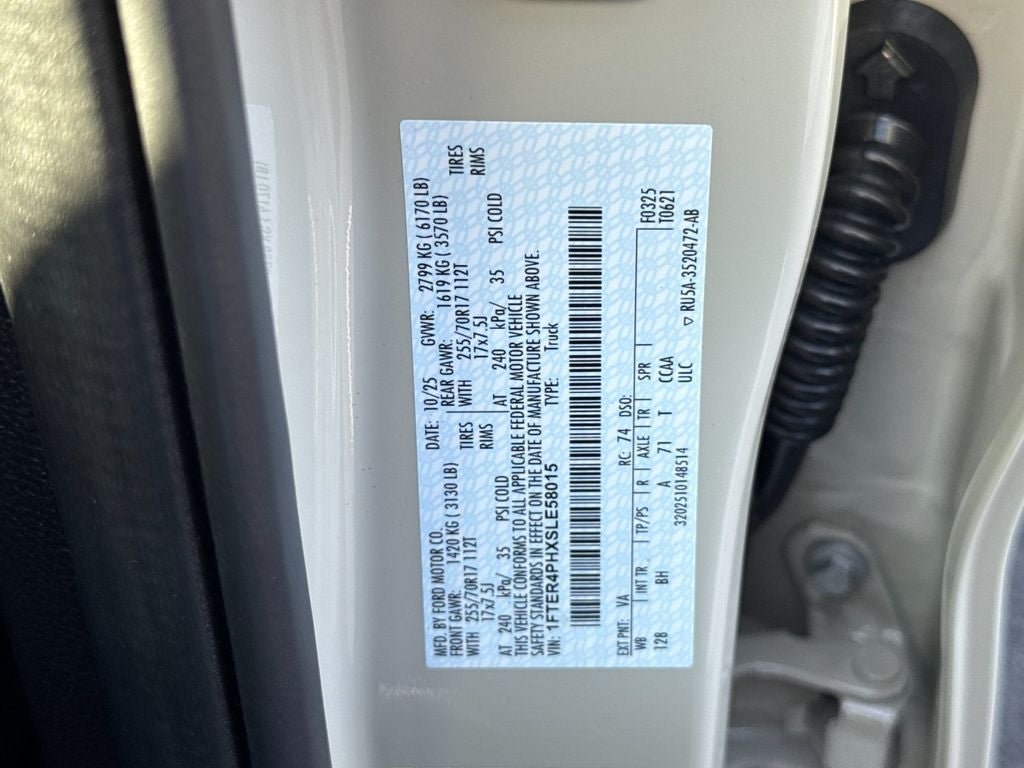 MFD. BY FORD MOTOR CO. DATE: 10/25 GWR: 2799 KG ( 6170 LB)
FRONT GAWR: 1420 KG ( 3130 LB) REAR GAWR: 1619 KG ( 3570 LB)
WITH 255/70R17 112T TIRES WITH 255/70R17 112T TIRES
17x7.5J RIMS 17x7.5J RIMS
AT 240 kPa/ 35 PSI COLD AT 240 kPa/ 35 PSI COLD
THIS VEHICLE CONFORMS TO ALL APPLICABLE FEDERAL MOTOR VEHICLE
SAFETY STANDARDS IN EFFECT ON THE DATE OF MANUFACTURE SHOWN ABOVE.
VIN: 1FTER4PHXSLE58015 TYPE: Truck
EXT PNT: VA RC: 74 DSO: F0325
WB INT TR TP/PS R AXLE TR SPR T0621
128 BH A 71 T CCAA
3202510148514 ULC ▽ RU5A-3520472-AB